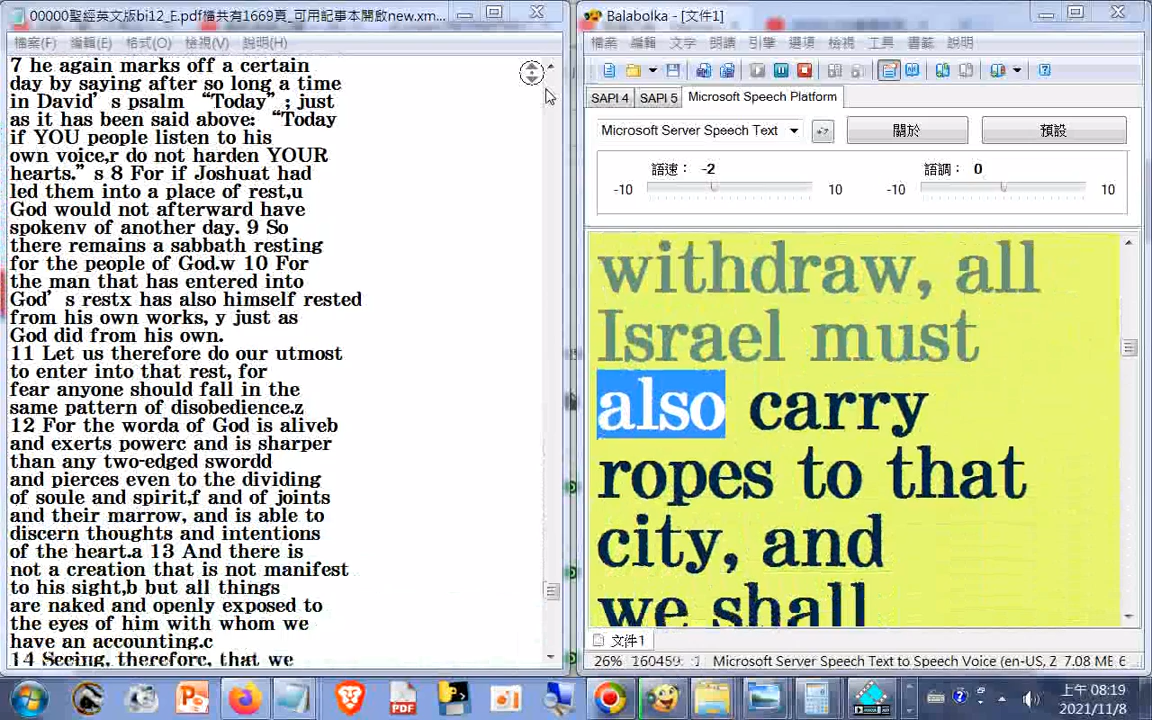 00000聖經英文版bi12_E.pdf檔共有1669頁_可用記事本開啟new.xm...
檔案(F) 編輯(E) 格式(O) 檢視(V) 說明(H)
7 he again marks off a certain
day by saying after so long a time
in David’s psalm “Today”; just
as it has been said above: “Today
if YOU people listen to his
own voice,r do not harden YOUR
hearts.” s 8 For if Joshuat had
led them into a place of rest,u
God would not afterward have
spokenv of another day. 9 So
there remains a sabbath resting
for the people of God.w 10 For
the man that has entered into
God’s restx has also himself rested
from his own works, y just as
God did from his own.
11 Let us therefore do our utmost
to enter into that rest, for
fear anyone should fall in the
same pattern of disobedience.z
12 For the worda of God is aliveb
and exerts powerc and is sharper
than any two-edged swordd
and pierces even to the dividing
of soule and spirit,f and of joints
and their marrow, and is able to
discern thoughts and intentions
of the heart.a 13 And there is
not a creation that is not manifest
to his sight,b but all things
are naked and openly exposed to
the eyes of him with whom we
have an accounting.c
14 Seeing, therefore, that we
Balabolka - [文件1]
檔案 編輯 文字 朗讀 引擎 選項 檢視 工具 書籤 說明
SAPI 4 SAPI 5 Microsoft Speech Platform
Microsoft Server Speech Text 關於 預設
語速: -2 語調: 0
-10 10 -10 10
withdraw, all
Israel must
also carry
ropes to that
city, and
we shall
文件1
26% 160459: 1 Microsoft Server Speech Text to Speech Voice (en-US, Z 7.08 MB 6
PDF
上午 08:19
2021/11/8